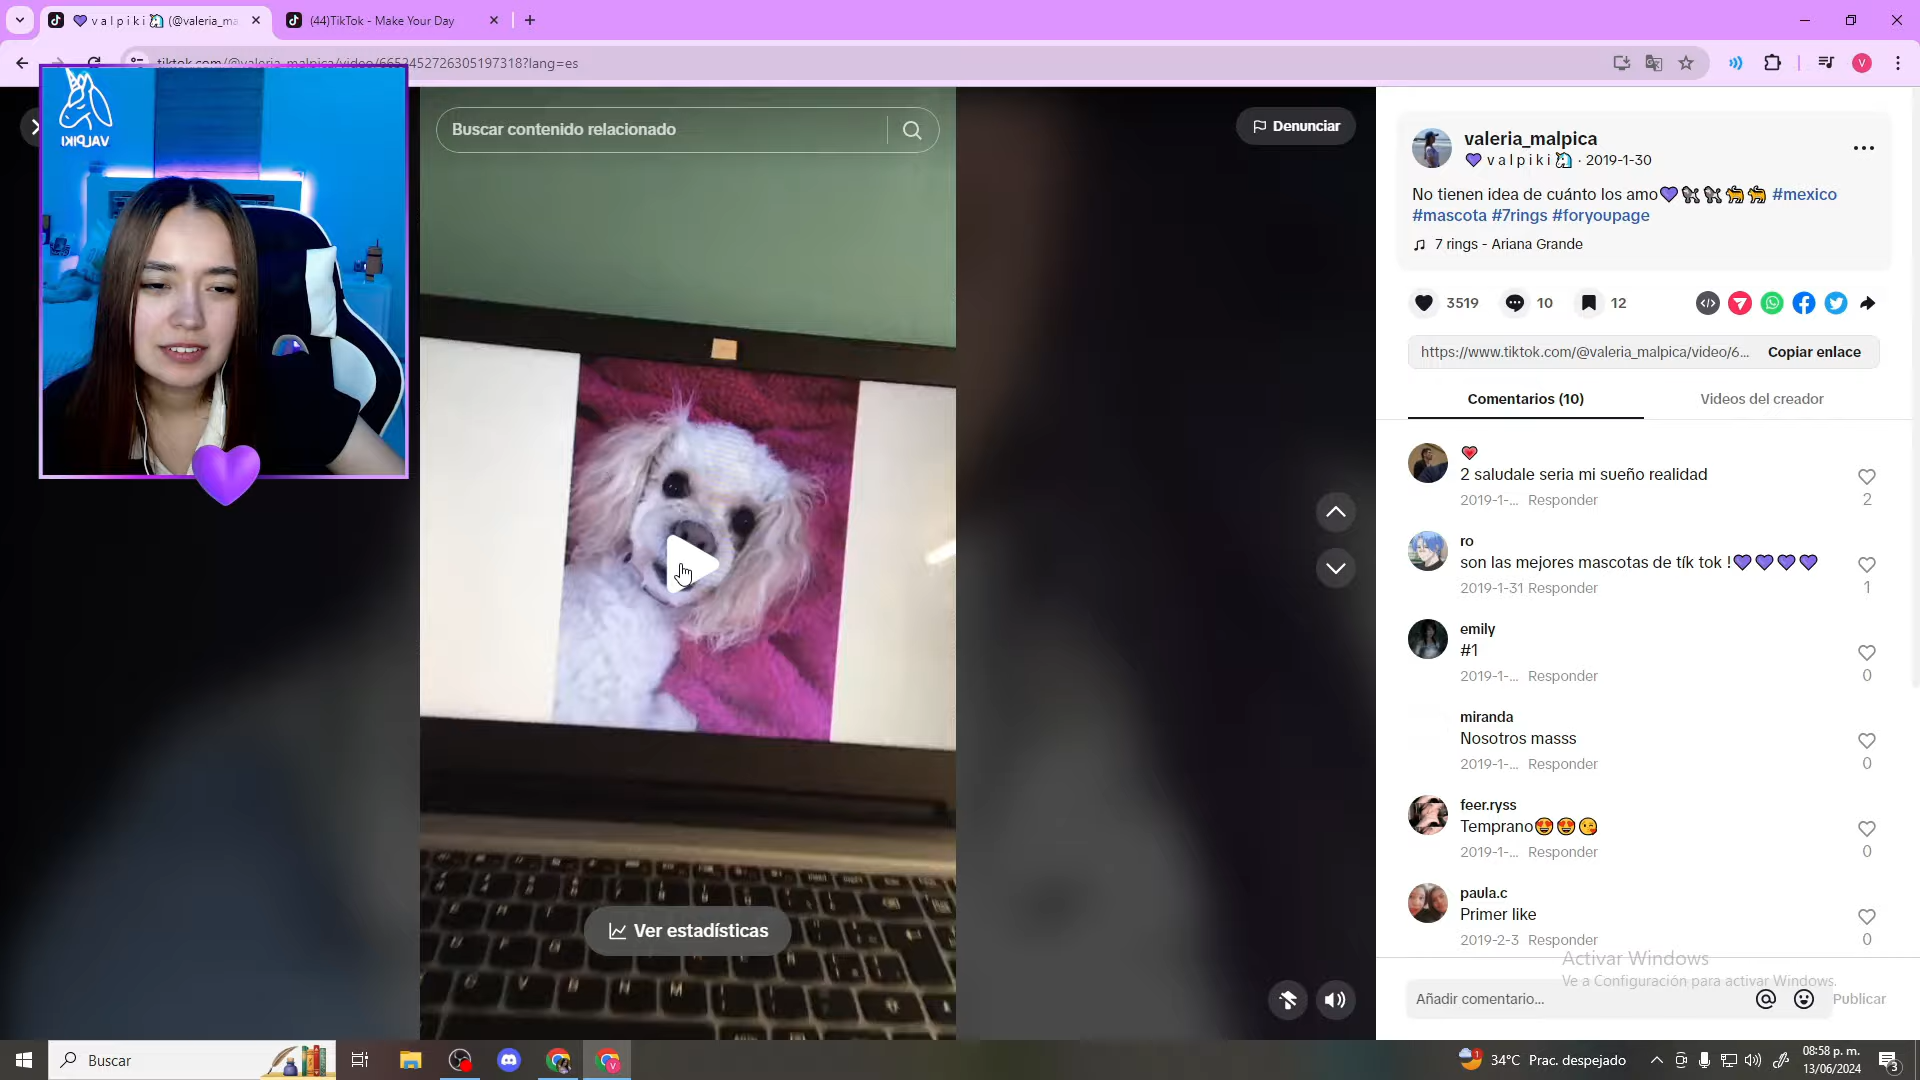 💜 v a l p i k i 🦄 (@valeria_ma
(44)TikTok - Make Your Day
tiktok.com/@valeria_malpica/video/6652452726305197318?lang=es
V
VALPIKI
Buscar contenido relacionado
Denunciar
valeria_malpica
💜 v a l p i k i 🦄 · 2019-1-30
No tienen idea de cuánto los amo💜🐩🐩🐈🐈 #mexico
#mascota #7rings #foryoupage
7 rings - Ariana Grande
3519
10
12
https://www.tiktok.com/@valeria_malpica/video/6...
Copiar enlace
Comentarios (10)
Videos del creador
💗
2 saludale seria mi sueño realidad
2019-1-... Responder
2
ro
son las mejores mascotas de tík tok !💜💜💜💜
2019-1-31 Responder
1
emily
#1
2019-1-... Responder
0
miranda
Nosotros masss
2019-1-... Responder
0
feer.ryss
Temprano😍😍😘
2019-1-... Responder
0
paula.c
Primer like
2019-2-3 Responder
0
Ver estadísticas
Activar Windows
Ve a Configuración para activar Windows.
Añadir comentario...
Publicar
Buscar
34°C Prac. despejado
08:58 p. m.
13/06/2024
3